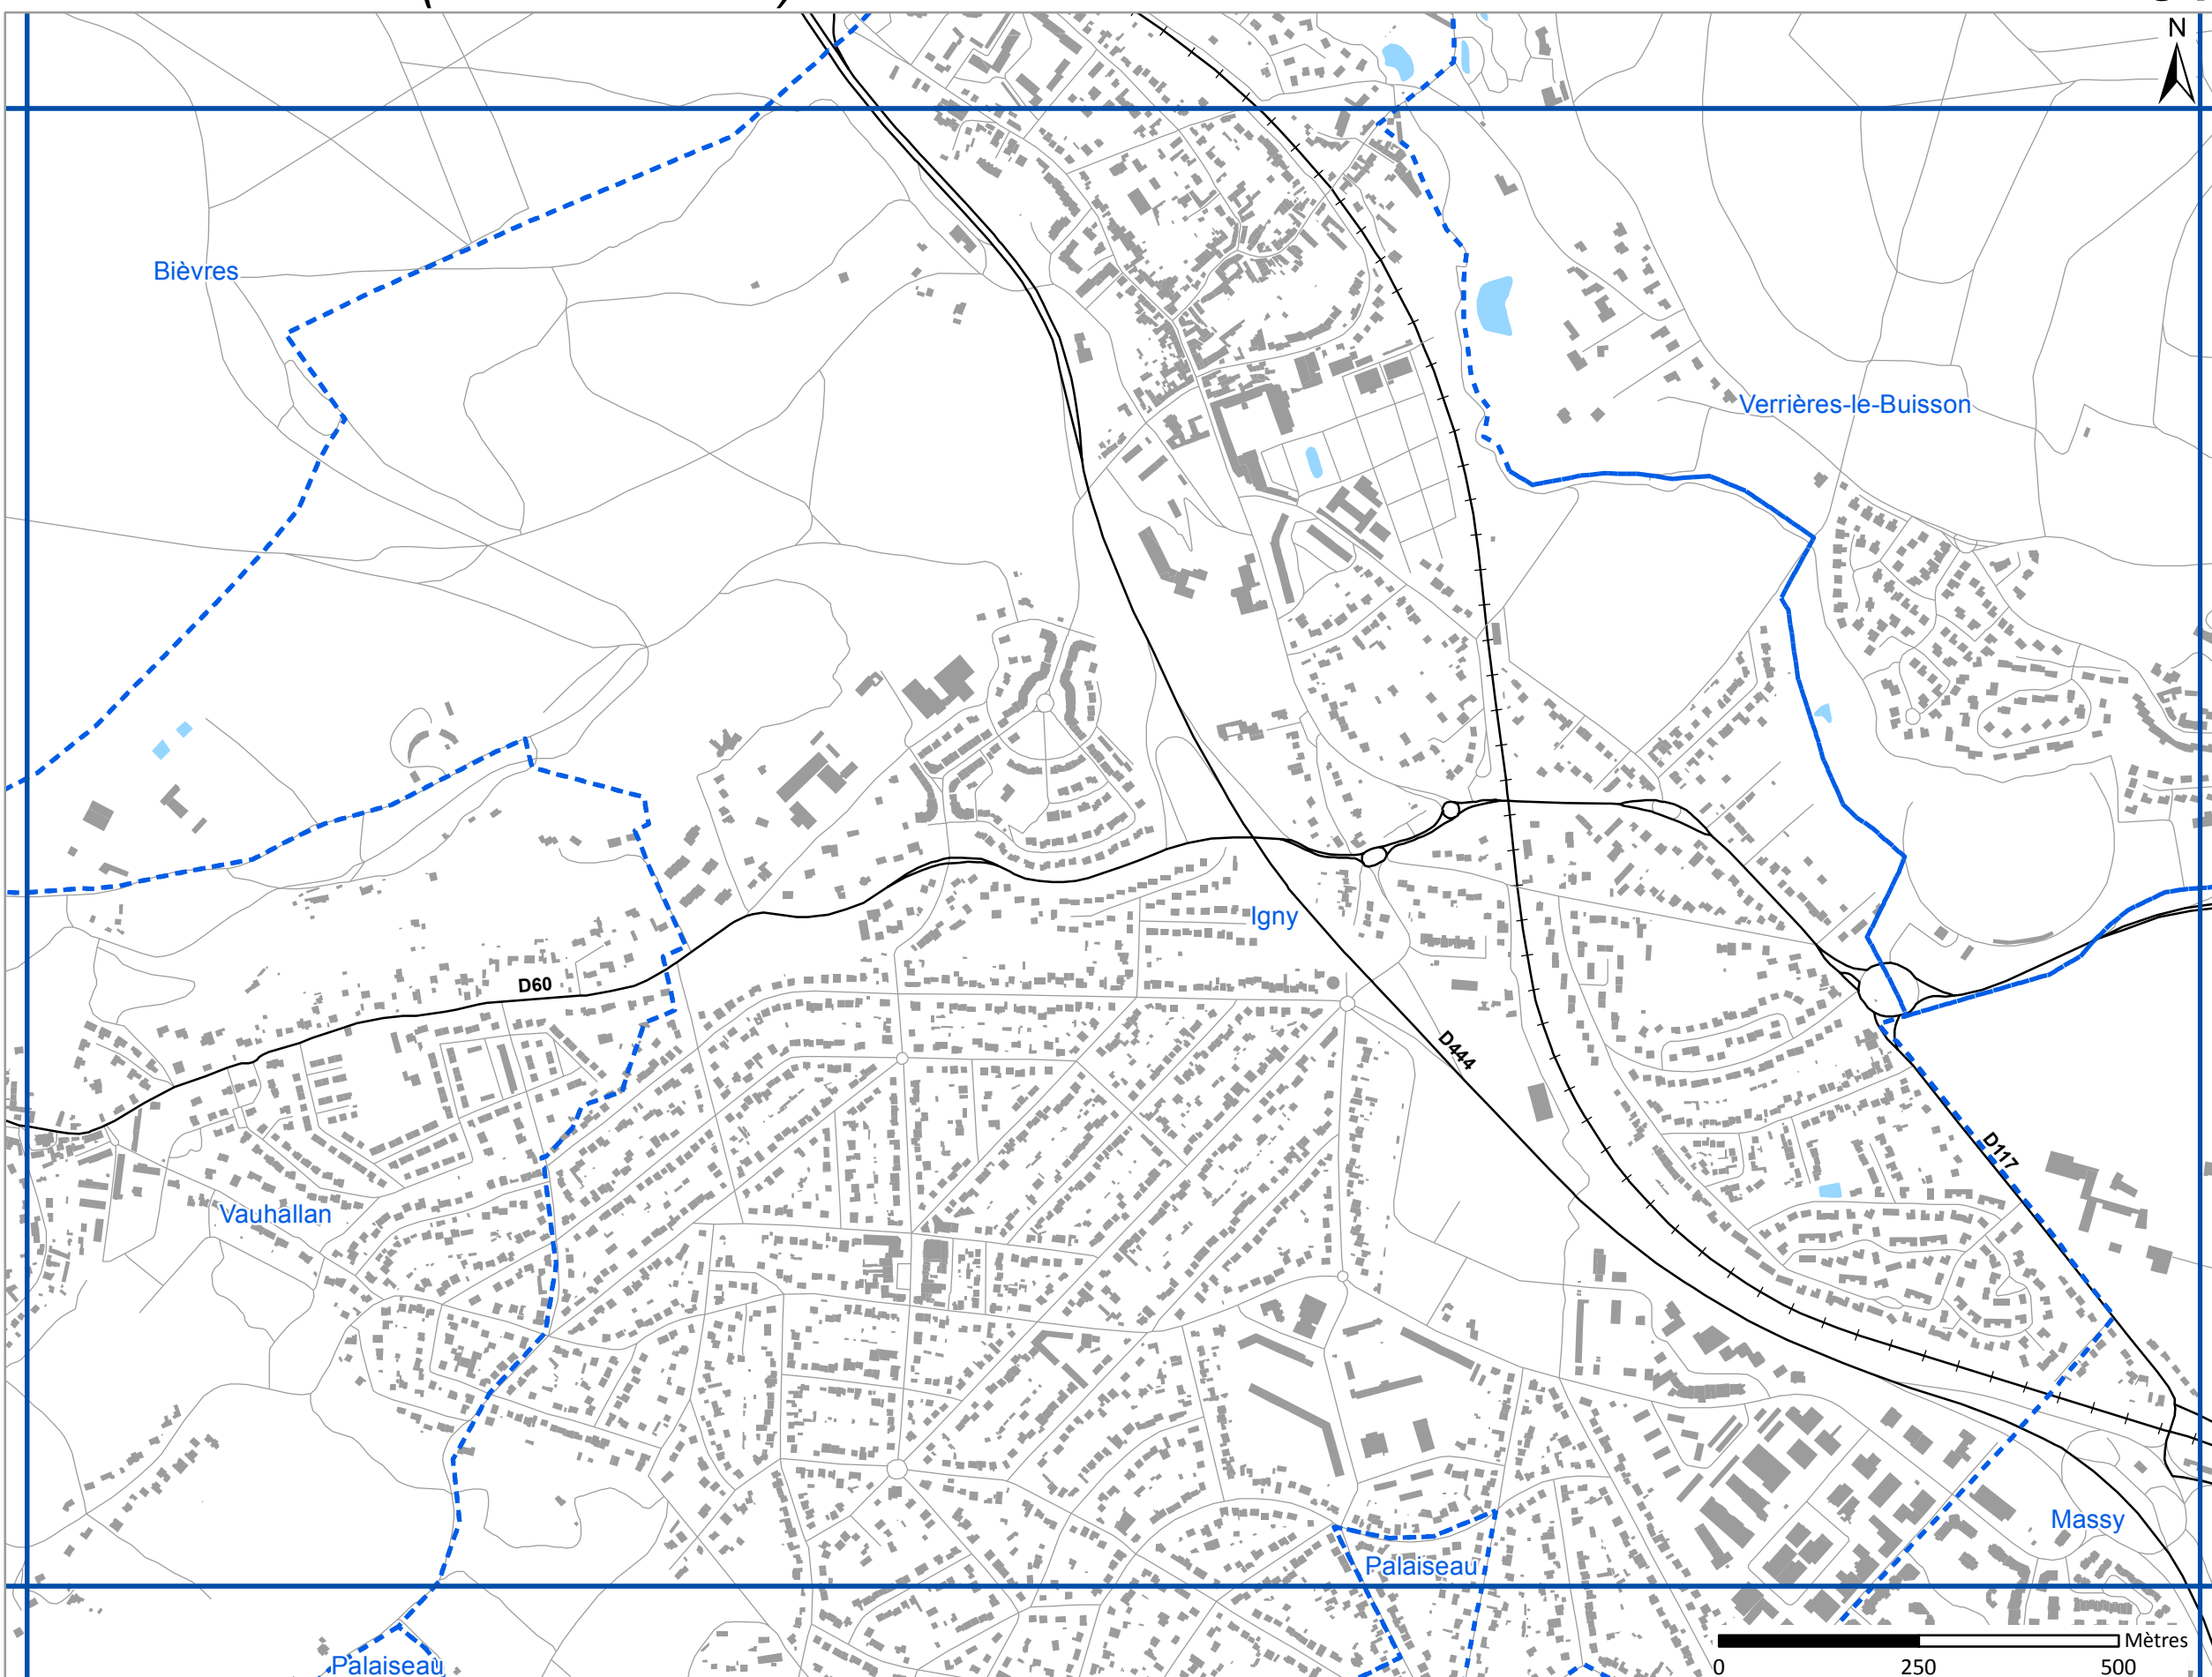 N
Bièvres
Verrières-le-Buisson
Igny
D60
D444
D117
Vauhallan
Massy
Palaiseau
Palaiseau
Mètres
0 250 500